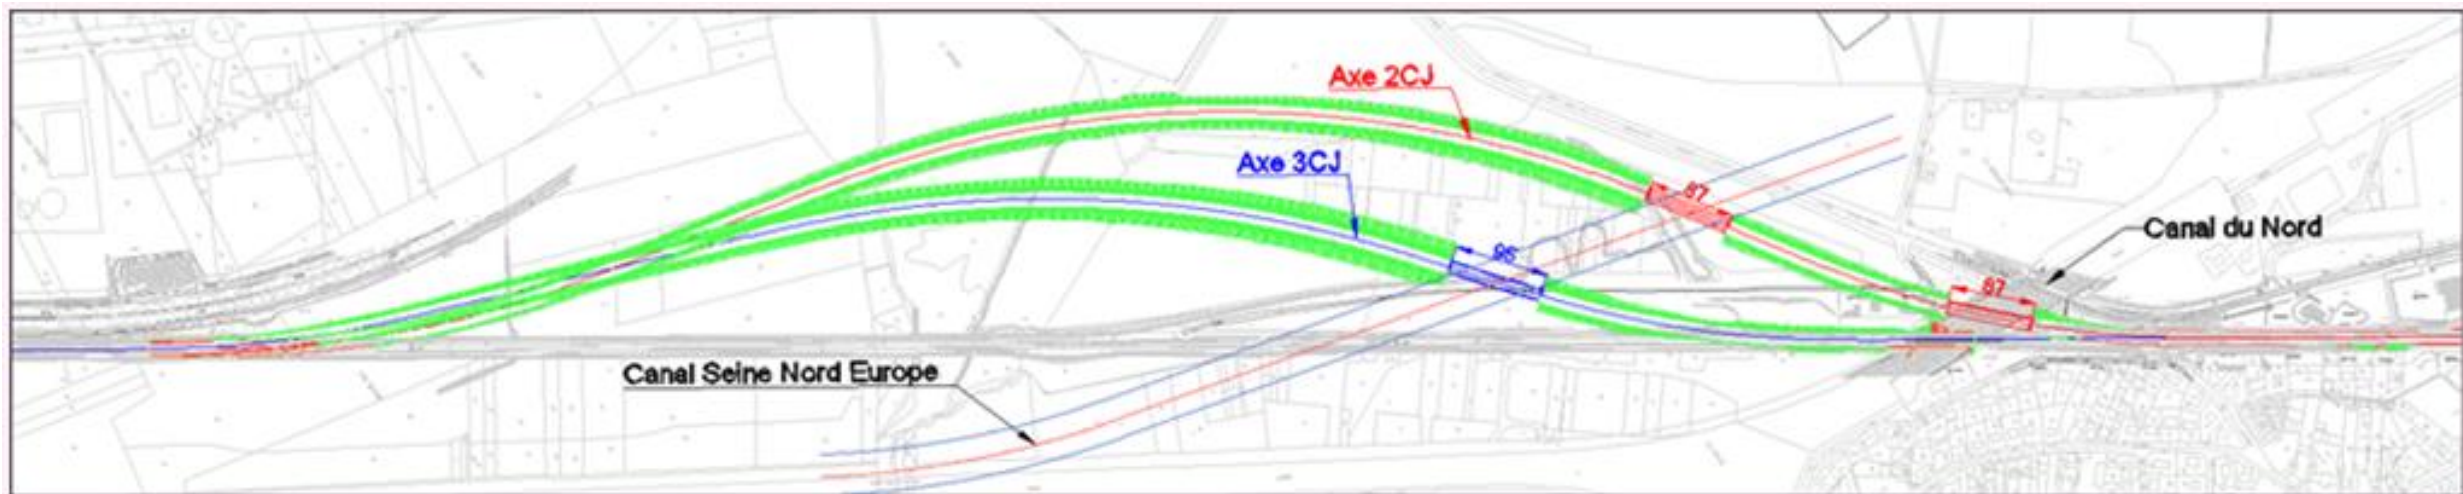 Axe 2CJ
Axe 3CJ
87
96
Canal du Nord
87
Canal Seine Nord Europe